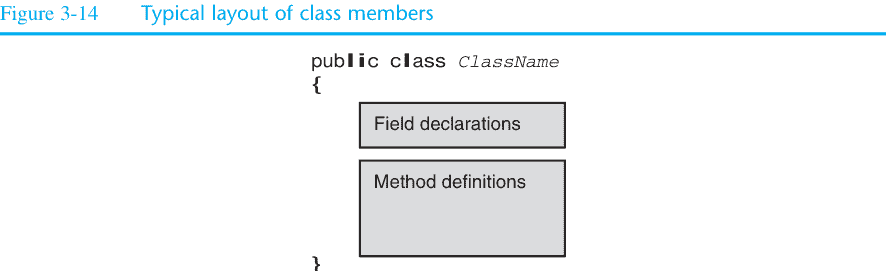 Figure 3-14 Typical layout of class members
public class ClassName
{
Field declarations
Method definitions
}